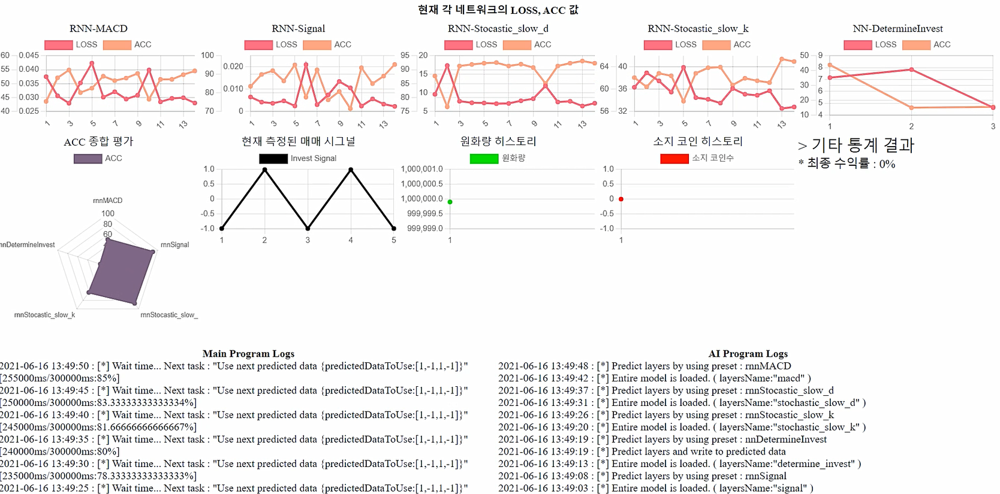 현재 각 네트워크의 LOSS, ACC 값
RNN-MACD
LOSS ACC
60 0.045
55 0.040
50 0.035
45 0.030
40 0.025
1 3 5 7 9 11 13
RNN-Signal
LOSS ACC
100 0.020
90
80 0.010
70 0
1 3 5 7 9 11 13
RNN-Stocastic_slow_d
LOSS ACC
95 20
90
85 15
80 10
75 5
1 3 5 7 9 11 13
RNN-Stocastic_slow_k
LOSS ACC
64 40
60 36
56 32
1 3 5 7 9 11 13
NN-DetermineInvest
LOSS ACC
50 9
40 8
7
30 6
20 5
10 4
1 2 3
ACC 종합 평가
ACC
rnnMACD
100
80
60
nnDetermineInvest
rnnSignal
rnnStocastic_slow_k
rnnStocastic_slow_
현재 측정된 매매 시그널
Invest Signal
1.0
0.5
0
-0.5
-1.0
1 2 3 4 5
원화량 히스토리
원화량
1,000,001.0
1,000,000.5
1,000,000.0
999,999.5
999,999.0
1
소지 코인 히스토리
소지 코인수
1.0
0.5
0
-0.5
-1.0
1
> 기타 통계 결과
* 최종 수익률 : 0%
Main Program Logs
2021-06-16 13:49:50 : [*] Wait time... Next task : "Use next predicted data {predictedDataToUse:[1,-1,1,-1]}"
[255000ms/300000ms:85%]
2021-06-16 13:49:45 : [*] Wait time... Next task : "Use next predicted data {predictedDataToUse:[1,-1,1,-1]}"
[250000ms/300000ms:83.33333333333334%]
2021-06-16 13:49:40 : [*] Wait time... Next task : "Use next predicted data {predictedDataToUse:[1,-1,1,-1]}"
[245000ms/300000ms:81.66666666666667%]
2021-06-16 13:49:35 : [*] Wait time... Next task : "Use next predicted data {predictedDataToUse:[1,-1,1,-1]}"
[240000ms/300000ms:80%]
2021-06-16 13:49:30 : [*] Wait time... Next task : "Use next predicted data {predictedDataToUse:[1,-1,1,-1]}"
[235000ms/300000ms:78.33333333333333%]
2021-06-16 13:49:25 : [*] Wait time... Next task : "Use next predicted data {predictedDataToUse:[1,-1,1,-1]}"
AI Program Logs
2021-06-16 13:49:48 : [*] Predict layers by using preset : rnnMACD
2021-06-16 13:49:42 : [*] Entire model is loaded. ( layersName:"macd" )
2021-06-16 13:49:37 : [*] Predict layers by using preset : rnnStocastic_slow_d
2021-06-16 13:49:31 : [*] Entire model is loaded. ( layersName:"stochastic_slow_d" )
2021-06-16 13:49:26 : [*] Predict layers by using preset : rnnStocastic_slow_k
2021-06-16 13:49:20 : [*] Entire model is loaded. ( layersName:"stochastic_slow_k" )
2021-06-16 13:49:19 : [*] Predict layers by using preset : nnDetermineInvest
2021-06-16 13:49:19 : [*] Predict layers and write to predicted data
2021-06-16 13:49:13 : [*] Entire model is loaded. ( layersName:"determine_invest" )
2021-06-16 13:49:08 : [*] Predict layers by using preset : rnnSignal
2021-06-16 13:49:03 : [*] Entire model is loaded. ( layersName:"signal" )